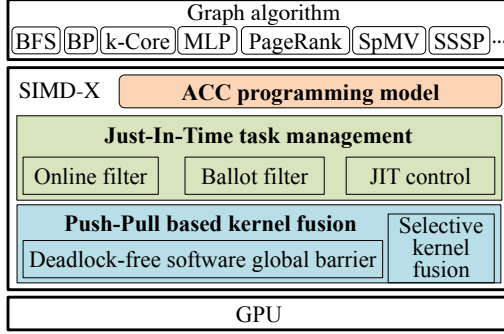 Graph algorithm
BFS BP k-Core MLP PageRank SpMV SSSP ...
SIMD-X ACC programming model
Just-In-Time task management
Online filter Ballot filter JIT control
Push-Pull based kernel fusion
Deadlock-free software global barrier
Selective
kernel
fusion
GPU